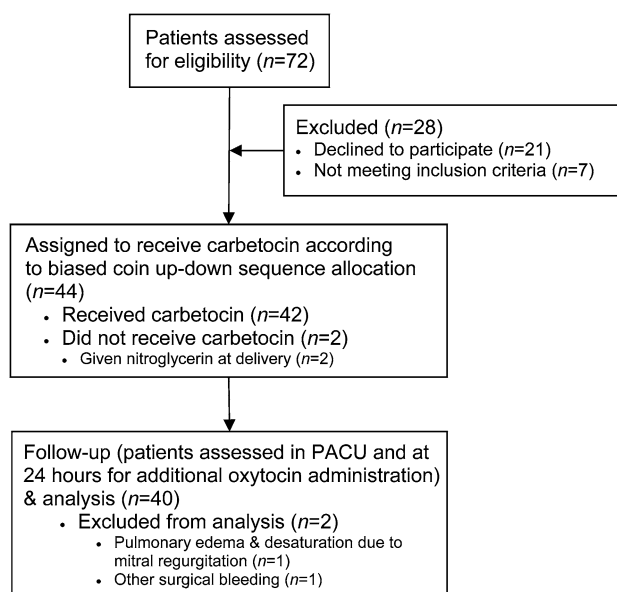 Patients assessed
for eligibility (n=72)
Excluded (n=28)
• Declined to participate (n=21)
• Not meeting inclusion criteria (n=7)
Assigned to receive carbetocin according
to biased coin up-down sequence allocation
(n=44)
• Received carbetocin (n=42)
• Did not receive carbetocin (n=2)
• Given nitroglycerin at delivery (n=2)
Follow-up (patients assessed in PACU and at
24 hours for additional oxytocin administration)
& analysis (n=40)
• Excluded from analysis (n=2)
• Pulmonary edema & desaturation due to
mitral regurgitation (n=1)
• Other surgical bleeding (n=1)